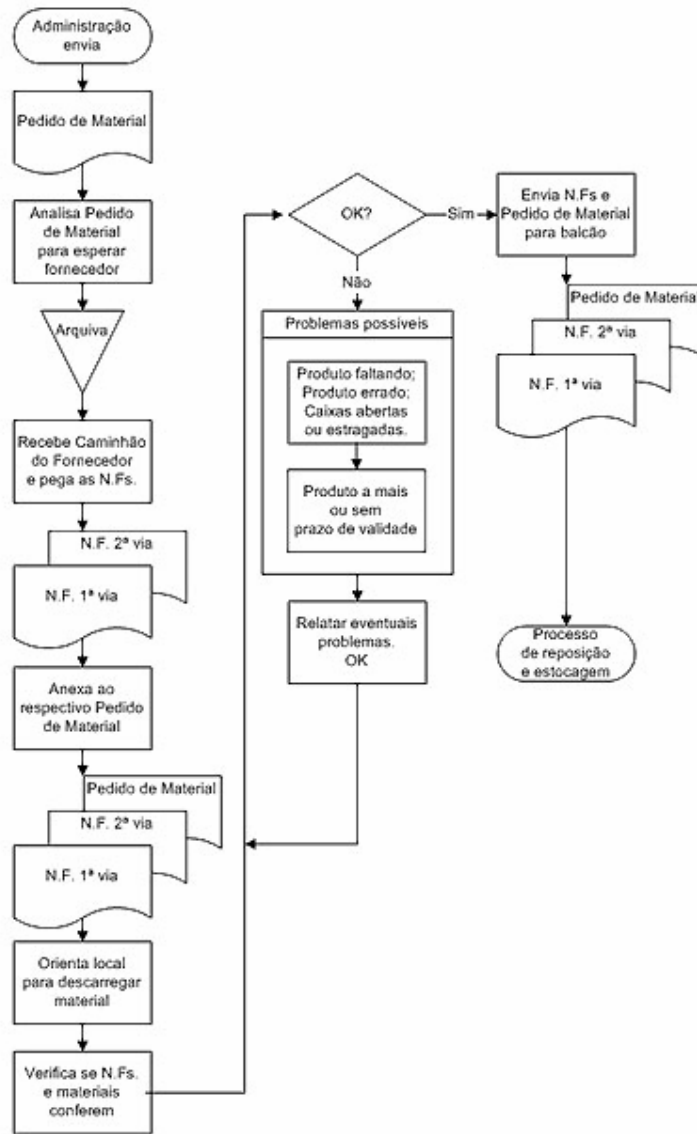 Administração
envia
Pedido de Material
Analisa Pedido
de Material
para esperar
fornecedor
Arquiva
Recebe Caminhão
do Fornecedor
e pega as N.Fs.
N.F. 2ª via
N.F. 1ª via
Anexa ao
respectivo Pedido
de Material
Pedido de Material
N.F. 2ª via
N.F. 1ª via
Orienta local
para descarregar
material
Verifica se N.Fs.
e materiais
conferem
OK?
Sim
Não
Problemas possíveis
Produto faltando;
Produto errado;
Caixas abertas
ou estragadas.
Produto a mais
ou sem
prazo de validade
Relatar eventuais
problemas.
OK
Envia N.Fs e
Pedido de Material
para balcão
Pedido de Material
N.F. 2ª via
N.F. 1ª via
Processo
de reposição
e estocagem